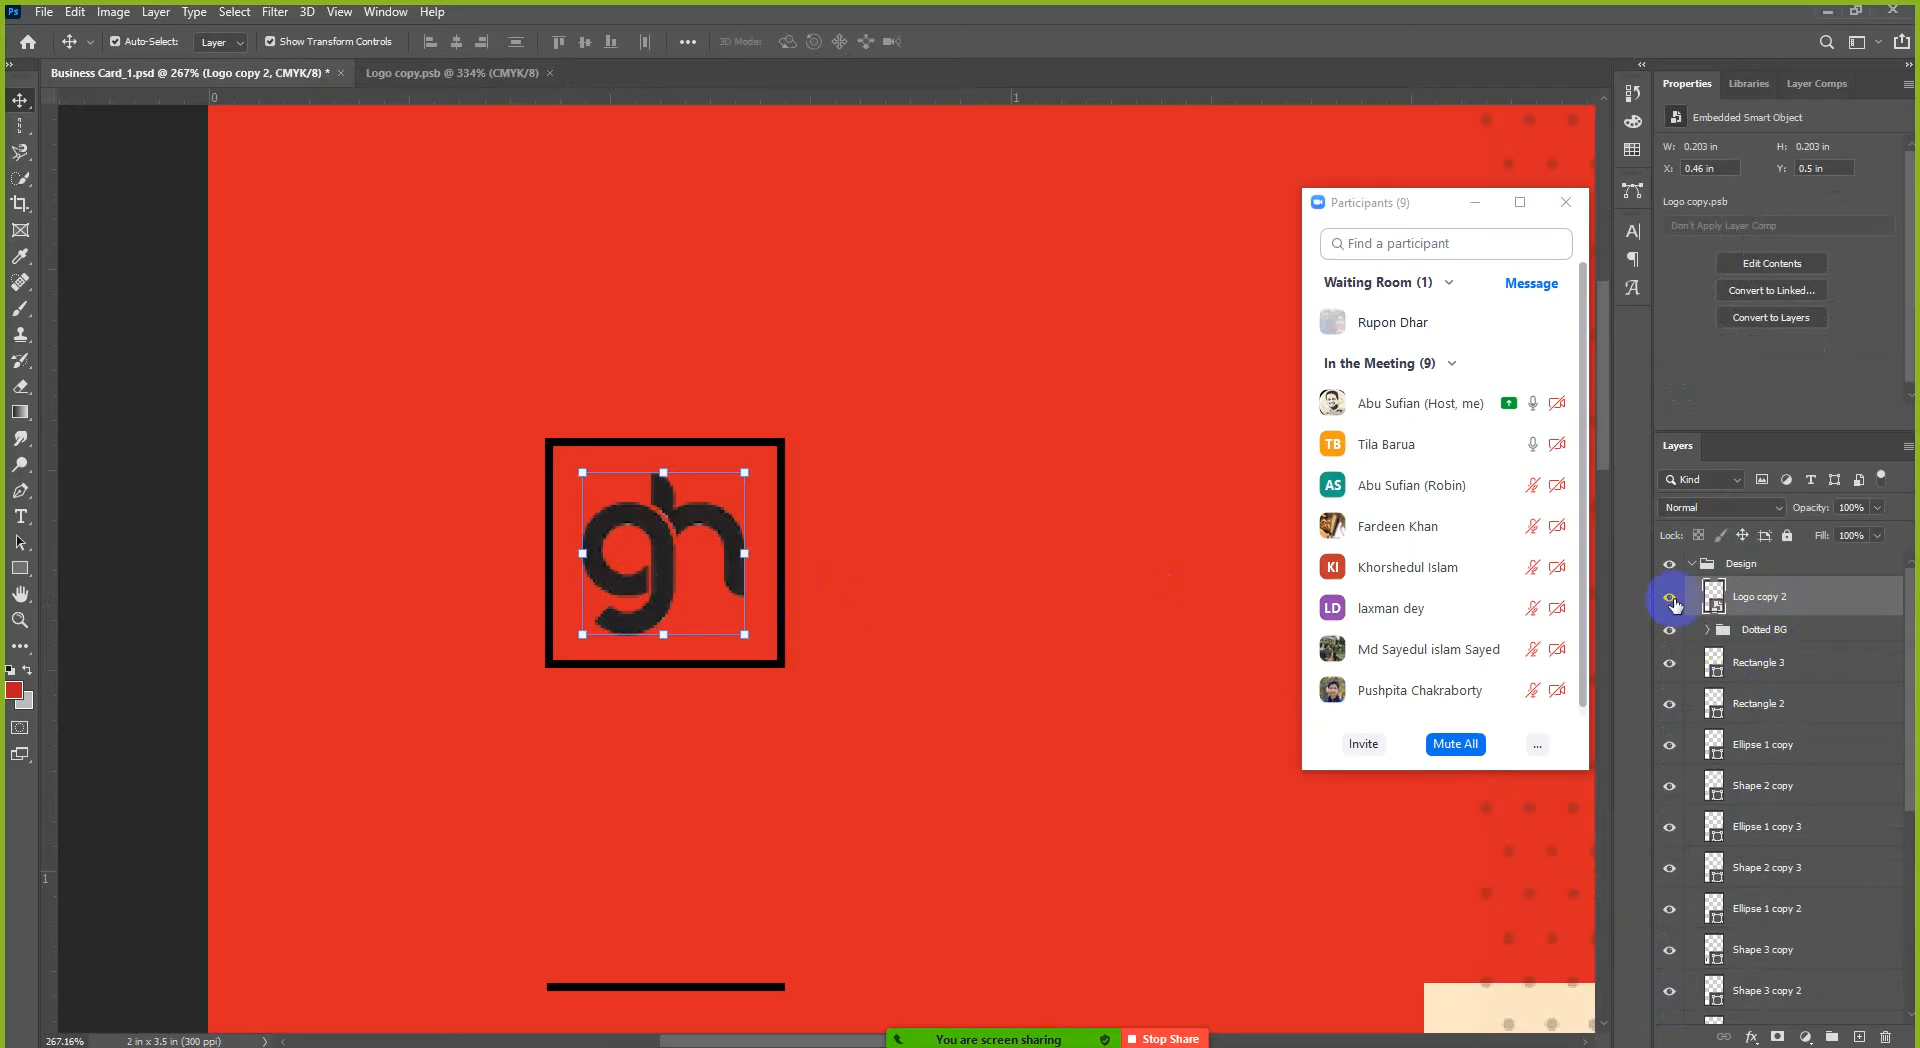 Ps File Edit Image Layer Type Select Filter 3D View Window Help
Auto-Select: Layer Show Transform Controls ... 3D Mode:
Business Card_1.psd @ 267% (Logo copy 2, CMYK/8) * × Logo copy.psb @ 334% (CMYK/8) ×
0 1
1
gh
Participants (9)
Find a participant
Waiting Room (1) Message
Rupon Dhar
In the Meeting (9)
Abu Sufian (Host, me)
TB Tila Barua
AS Abu Sufian (Robin)
Fardeen Khan
KI Khorshedul Islam
LD laxman dey
Md Sayedul islam Sayed
Pushpita Chakraborty
Invite Mute All ...
Properties Libraries Layer Comps
Embedded Smart Object
W: 0.203 in H: 0.203 in
X: 0.46 in Y: 0.5 in
Logo copy.psb
Don't Apply Layer Comp
Edit Contents
Convert to Linked...
Convert to Layers
Layers
Kind
Normal Opacity: 100%
Lock: Fill: 100%
Design
Logo copy 2
Dotted BG
Rectangle 3
Rectangle 2
Ellipse 1 copy
Shape 2 copy
Ellipse 1 copy 3
Shape 2 copy 3
Ellipse 1 copy 2
Shape 3 copy
Shape 3 copy 2
fx
267.16% 2 in x 3.5 in (300 ppi)
You are screen sharing Stop Share